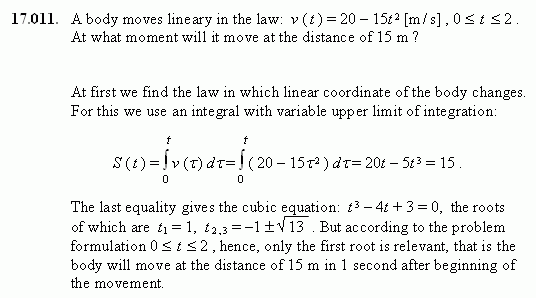 17.011. A body moves lineary in the law: v (t) = 20 – 15t² [m/s], 0 ≤ t ≤ 2.
At what moment will it move at the distance of 15 m ?
At first we find the law in which linear coordinate of the body changes.
For this we use an integral with variable upper limit of integration:
t t
S(t) = ∫ v (τ) dτ = ∫ ( 20 – 15τ² ) dτ = 20t – 5t³ = 15 .
0 0
The last equality gives the cubic equation: t³ – 4t + 3 = 0, the roots
of which are t₁ = 1, t₂,₃ = –1 ± √13 . But according to the problem
formulation 0 ≤ t ≤ 2 , hence, only the first root is relevant, that is the
body will move at the distance of 15 m in 1 second after beginning of
the movement.